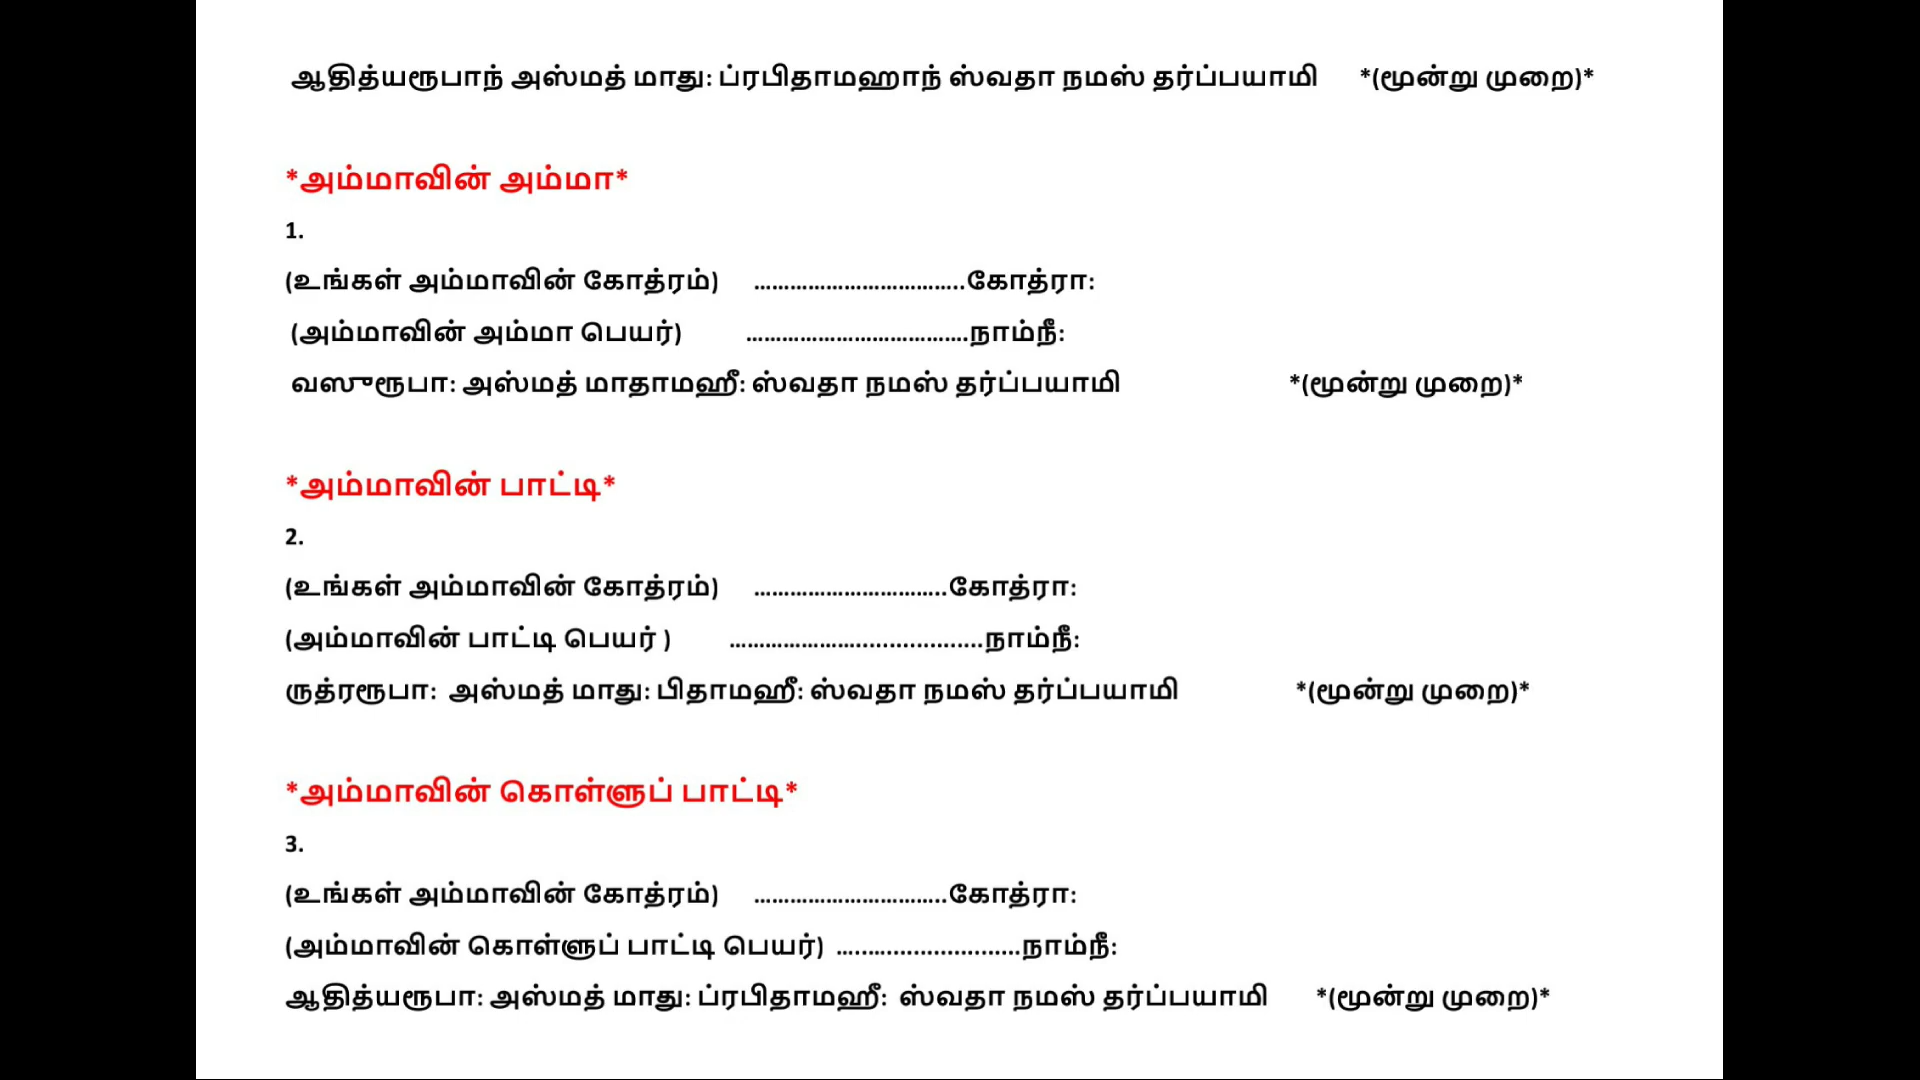 ஆதித்யரூபாந் அஸ்மத் மாது: ப்ரபிதாமஹாந் ஸ்வதா நமஸ் தர்ப்பயாமி *(மூன்று முறை)*
*அம்மாவின் அம்மா*
1.
(உங்கள் அம்மாவின் கோத்ரம்) ……………………………..கோத்ரா:
(அம்மாவின் அம்மா பெயர்) ……………………………….நாம்நீ:
வஸுரூபா: அஸ்மத் மாதாமஹீ: ஸ்வதா நமஸ் தர்ப்பயாமி *(மூன்று முறை)*
*அம்மாவின் பாட்டி*
2.
(உங்கள் அம்மாவின் கோத்ரம்) …………………………..கோத்ரா:
(அம்மாவின் பாட்டி பெயர் ) …………………...................நாம்நீ:
ருத்ரரூபா: அஸ்மத் மாது: பிதாமஹீ: ஸ்வதா நமஸ் தர்ப்பயாமி *(மூன்று முறை)*
*அம்மாவின் கொள்ளுப் பாட்டி*
3.
(உங்கள் அம்மாவின் கோத்ரம்) …………………………..கோத்ரா:
(அம்மாவின் கொள்ளுப் பாட்டி பெயர்) …..…....................நாம்நீ:
ஆதித்யரூபா: அஸ்மத் மாது: ப்ரபிதாமஹீ: ஸ்வதா நமஸ் தர்ப்பயாமி *(மூன்று முறை)*